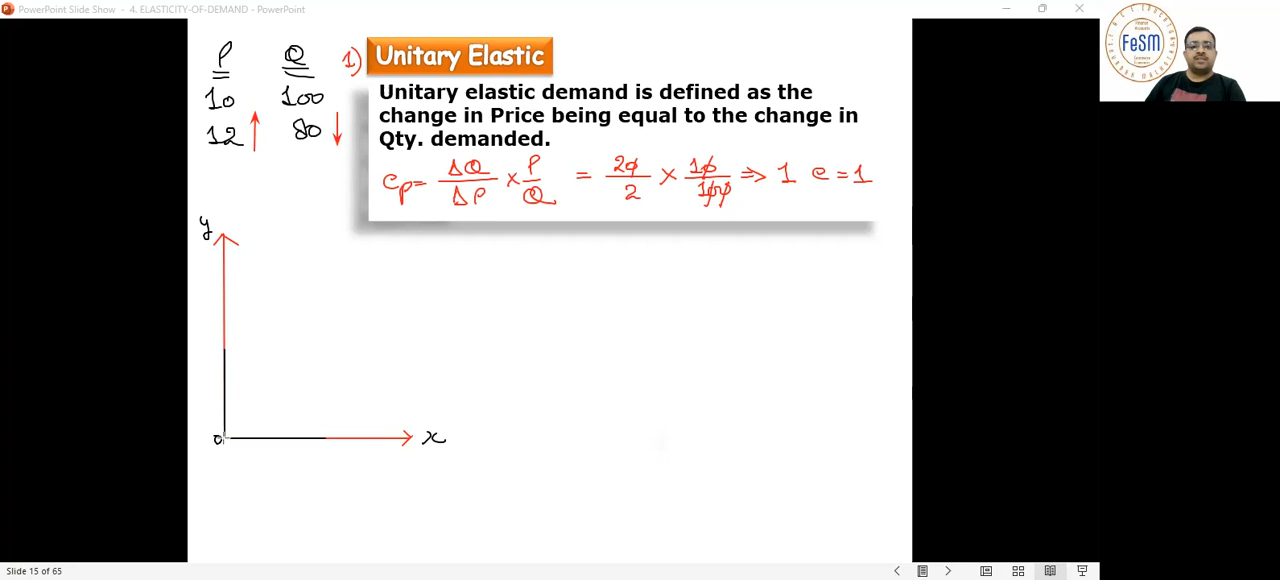 PowerPoint Slide Show - 4. ELASTICITY-OF-DEMAND - PowerPoint
P Q
10 100
12 80
1) Unitary Elastic
Unitary elastic demand is defined as the
change in Price being equal to the change in
Qty. demanded.
ep = ΔQ/ΔP × P/Q = 20/2 × 10/100 ⇒ 1 e = 1
y
0 x
FeSM
Slide 15 of 65